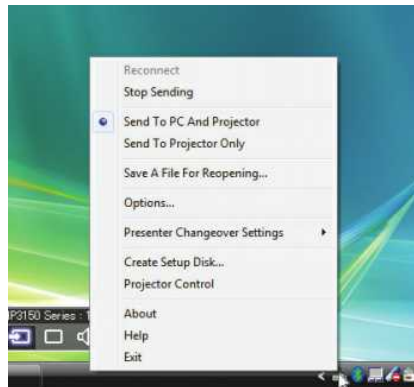 Reconnect
Stop Sending
Send To PC And Projector
Send To Projector Only
Save A File For Reopening...
Options...
Presenter Changeover Settings
Create Setup Disk...
Projector Control
About
Help
Exit
Series :